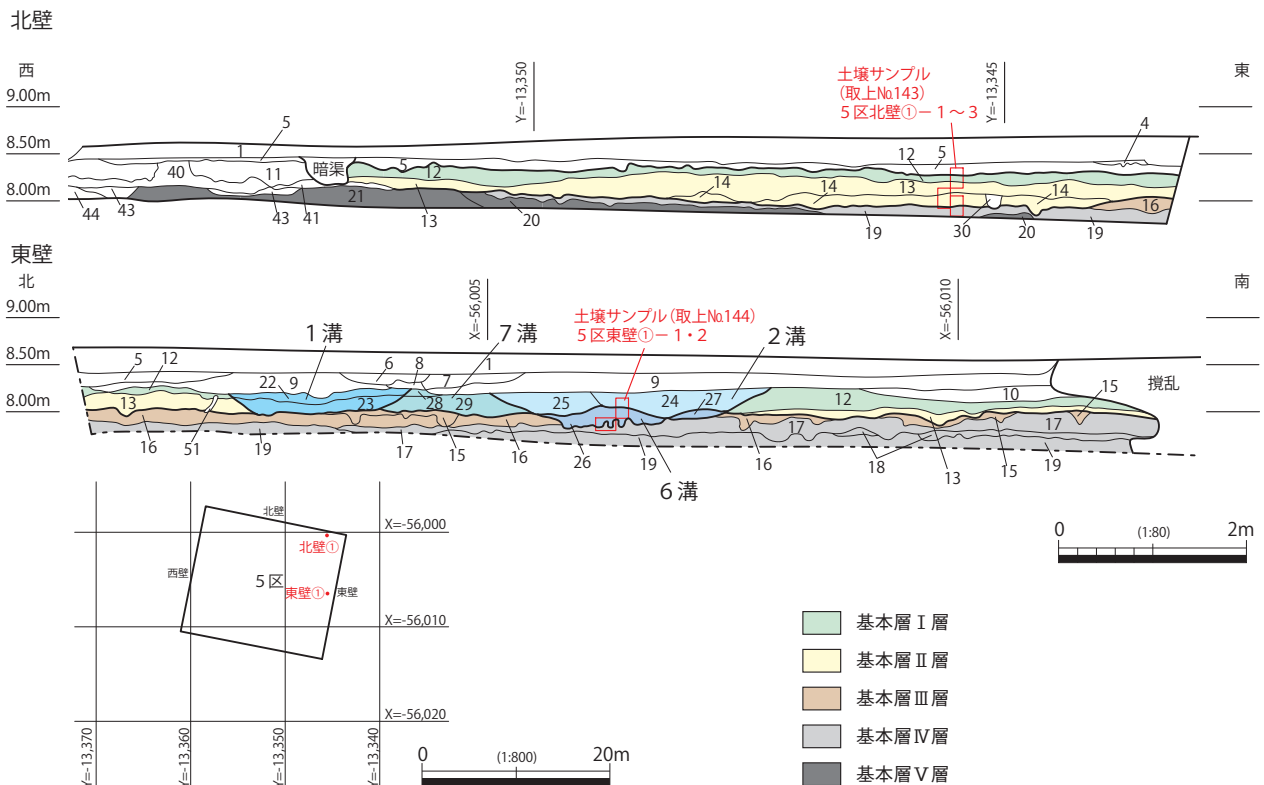 北壁
西
東
9.00m
8.50m
8.00m
Y=-13,350
Y=-13,345
土壌サンプル
(取上№143)
5区北壁①－1～3
5
1
40
11
暗渠
5
12
12
5
4
13
14
14
14
16
21
44
43
43
41
13
20
19
30
20
19
東壁
北
南
9.00m
8.50m
8.00m
X=-56,005
X=-56,010
土壌サンプル(取上№144)
5区東壁①－1・2
1溝
7溝
2溝
5
12
6
8
7
1
22
9
9
10
15
撹乱
13
23
28
29
25
24
27
12
17
17
16
51
19
17
15
16
26
19
6溝
16
18
13
15
19
北壁
X=-56,000
北壁①
西壁
5区
東壁①
東壁
X=-56,010
X=-56,020
Y=-13,370
Y=-13,360
Y=-13,350
Y=-13,340
0
(1:800)
20m
0
(1:80)
2m
基本層Ⅰ層
基本層Ⅱ層
基本層Ⅲ層
基本層Ⅳ層
基本層Ⅴ層